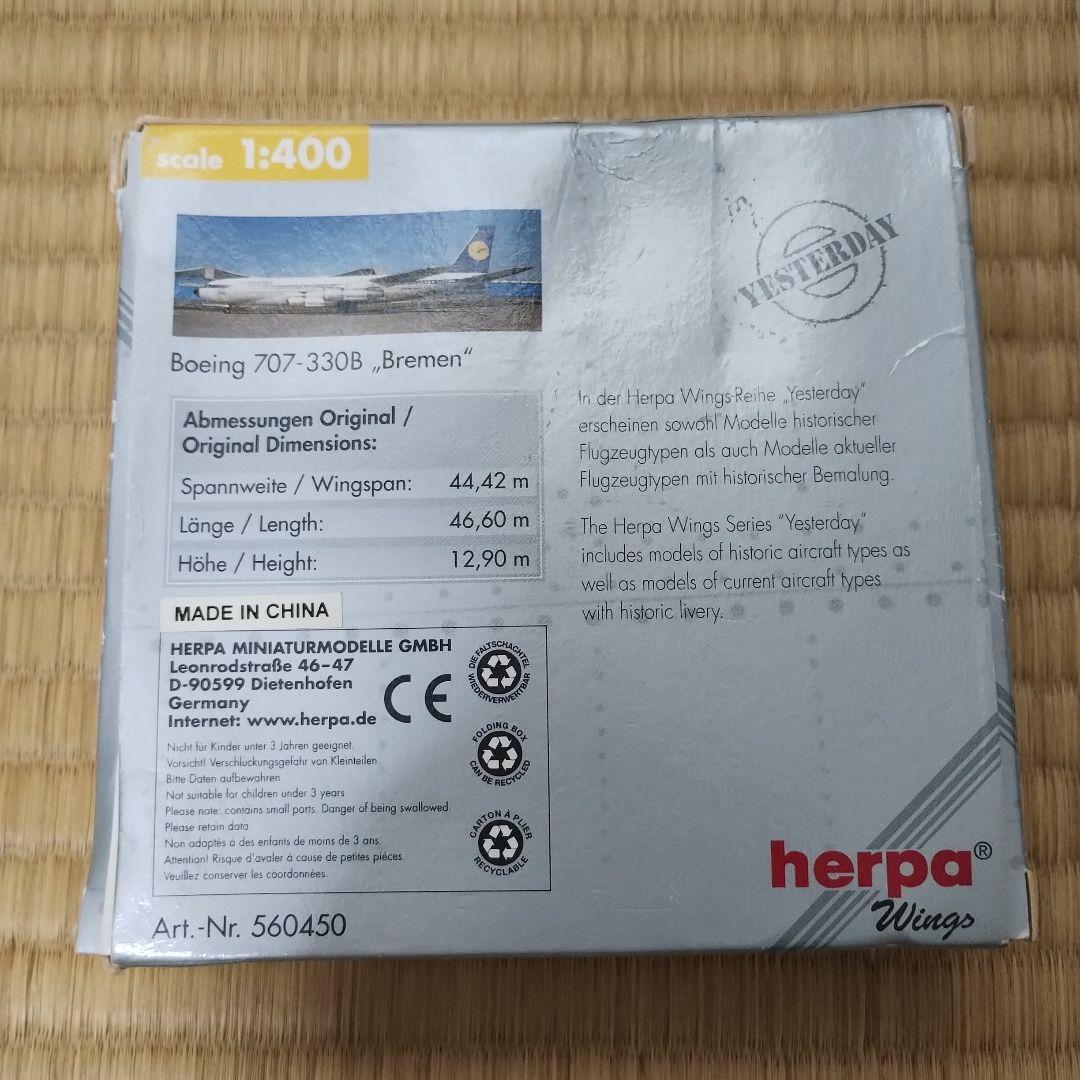 scale 1:400
YESTERDAY
Boeing 707-330B „Bremen“
Abmessungen Original /
Original Dimensions:
Spannweite / Wingspan: 44,42 m
Länge / Length: 46,60 m
Höhe / Height: 12,90 m
In der Herpa Wings-Reihe „Yesterday“
erscheinen sowohl Modelle historischer
Flugzeugtypen als auch Modelle aktueller
Flugzeugtypen mit historischer Bemalung.
The Herpa Wings Series “Yesterday”
includes models of historic aircraft types as
well as models of current aircraft types
with historic livery.
MADE IN CHINA
HERPA MINIATURMODELLE GMBH
Leonrodstraße 46–47
D-90599 Dietenhofen
Germany
Internet: www.herpa.de
CE
Nicht für Kinder unter 3 Jahren geeignet.
Vorsicht! Verschluckungsgefahr von Kleinteilen.
Bitte Daten aufbewahren.
Not suitable for children under 3 years.
Please note: contains small parts. Danger of being swallowed.
Please retain data.
Non adaptés à des enfants de moins de 3 ans.
Attention! Risque d'avaler à cause de petites pièces.
Veuillez conserver les coordonnées.
DIE FALTSCHACHTEL
WIEDERVERWERTBAR
FOLDING BOX
CAN BE RECYCLED
CARTON À PLIER
RECYCLABLE
Art.-Nr. 560450
herpa®
Wings